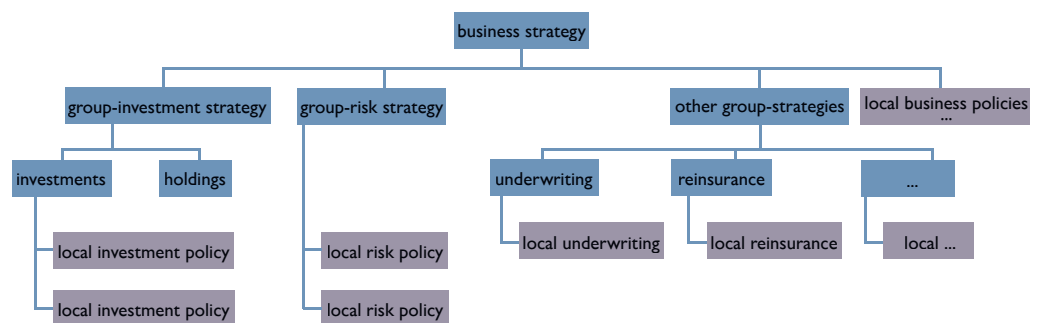 business strategy
group-investment strategy
group-risk strategy
other group-strategies
local business policies
...
investments
holdings
underwriting
reinsurance
...
local investment policy
local risk policy
local underwriting
local reinsurance
local ...
local investment policy
local risk policy